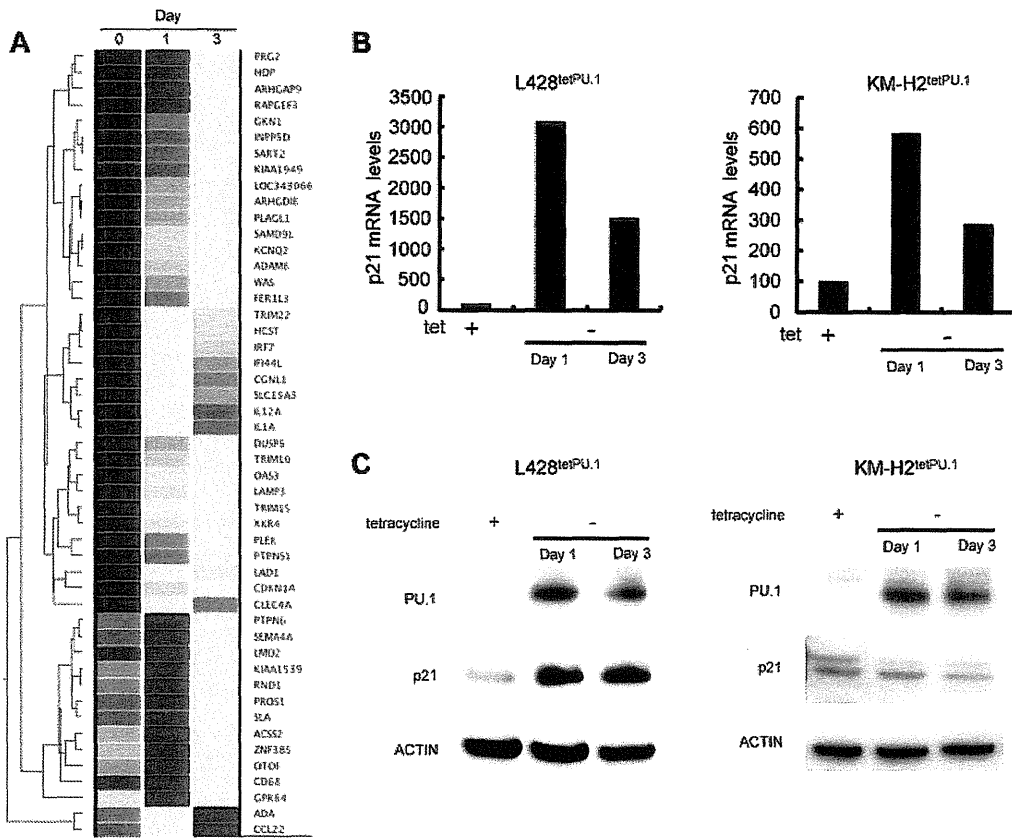 A
Day
0 1 3
PRG2
HDP
ARHGAP9
RAPGEF3
GKN1
INPP5D
SART2
KIAA1949
LOC343066
ARHGDIB
PLAGL1
SAMD9L
KCNQ2
ADAM8
WAS
FER1L3
TRIM22
HCST
IRF7
IFI44L
CGNL1
SLC19A3
IL12A
IL1A
DUSP5
TRIM10
OAS3
LAMP3
TRIM15
XKR4
PLEK
PTPNS1
LAD1
CDKN1A
CLEC4A
PTPN6
SEMA4A
LMO2
KIAA1539
RND1
PROS1
SLA
ACSS2
ZNF385
OTOF
CD68
GPR84
ADA
CCL22
B
L428tetPU.1
p21 mRNA levels
3500
3000
2500
2000
1500
1000
500
0
tet + -
Day 1 Day 3
KM-H2tetPU.1
p21 mRNA levels
700
600
500
400
300
200
100
0
tet + -
Day 1 Day 3
C
L428tetPU.1
tetracycline + -
Day 1 Day 3
PU.1
p21
ACTIN
KM-H2tetPU.1
tetracycline + -
Day 1 Day 3
PU.1
p21
ACTIN